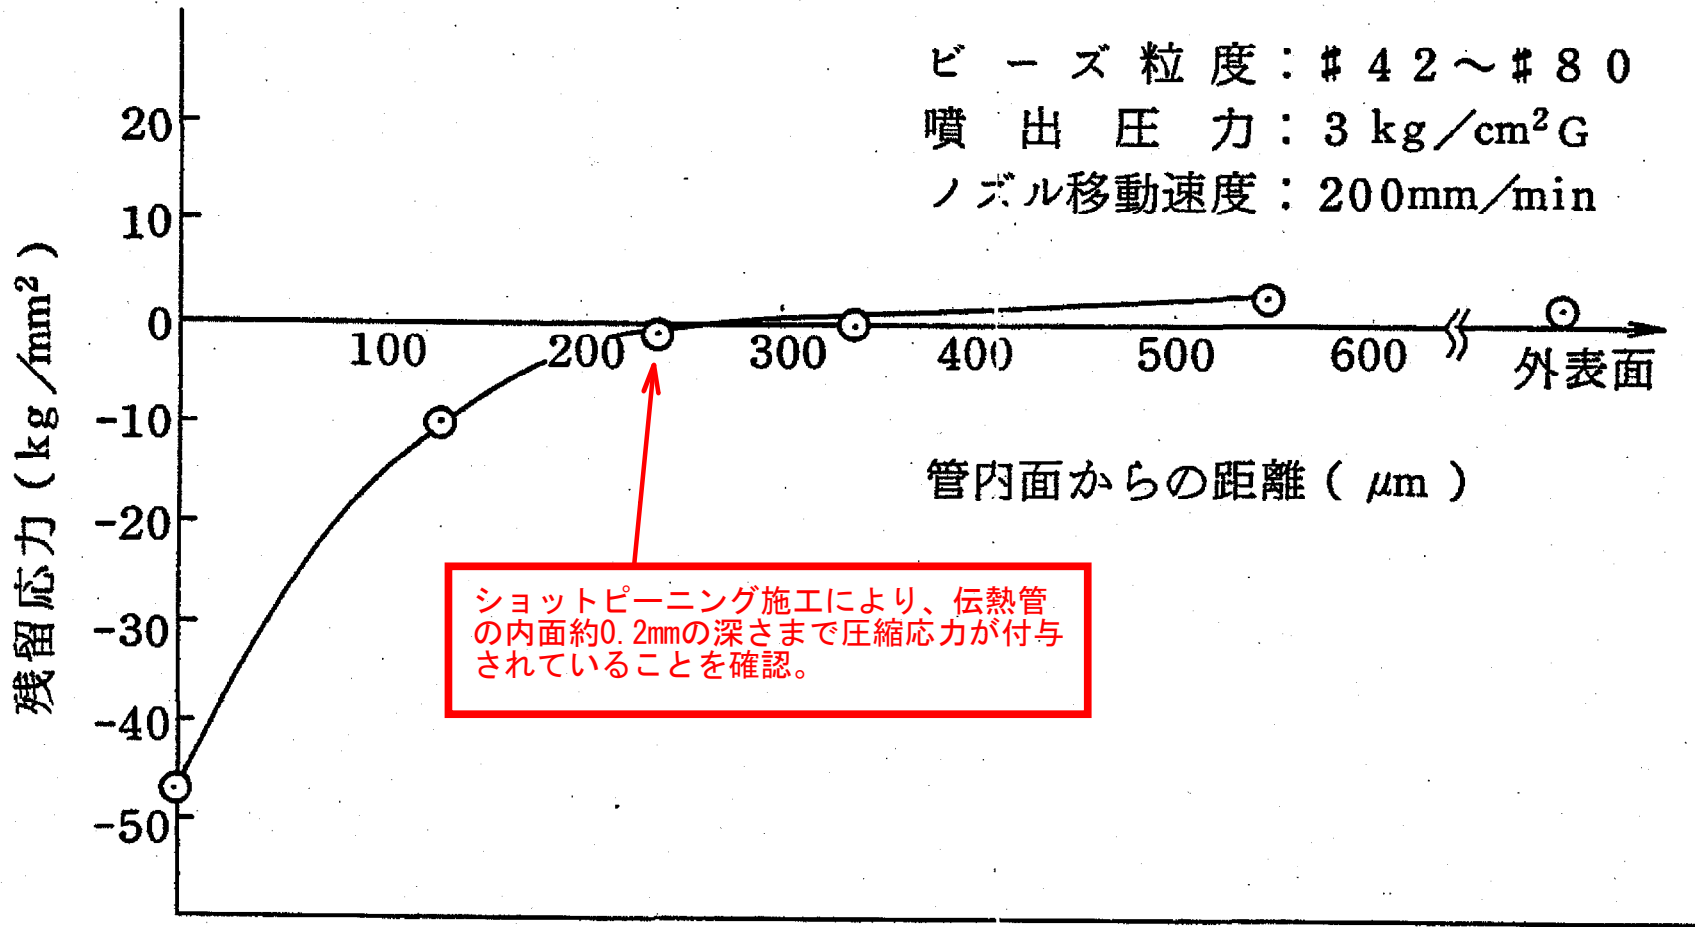 ビーズ粒度：＃42～＃80
噴出圧力：3 kg／cm²G
ノズル移動速度：200mm／min
残留応力（kg／mm²）
20
10
0
-10
-20
-30
-40
-50
100 200 300 400 500 600 外表面
管内面からの距離（μm）
ショットピーニング施工により、伝熱管
の内面約0.2mmの深さまで圧縮応力が付与
されていることを確認。